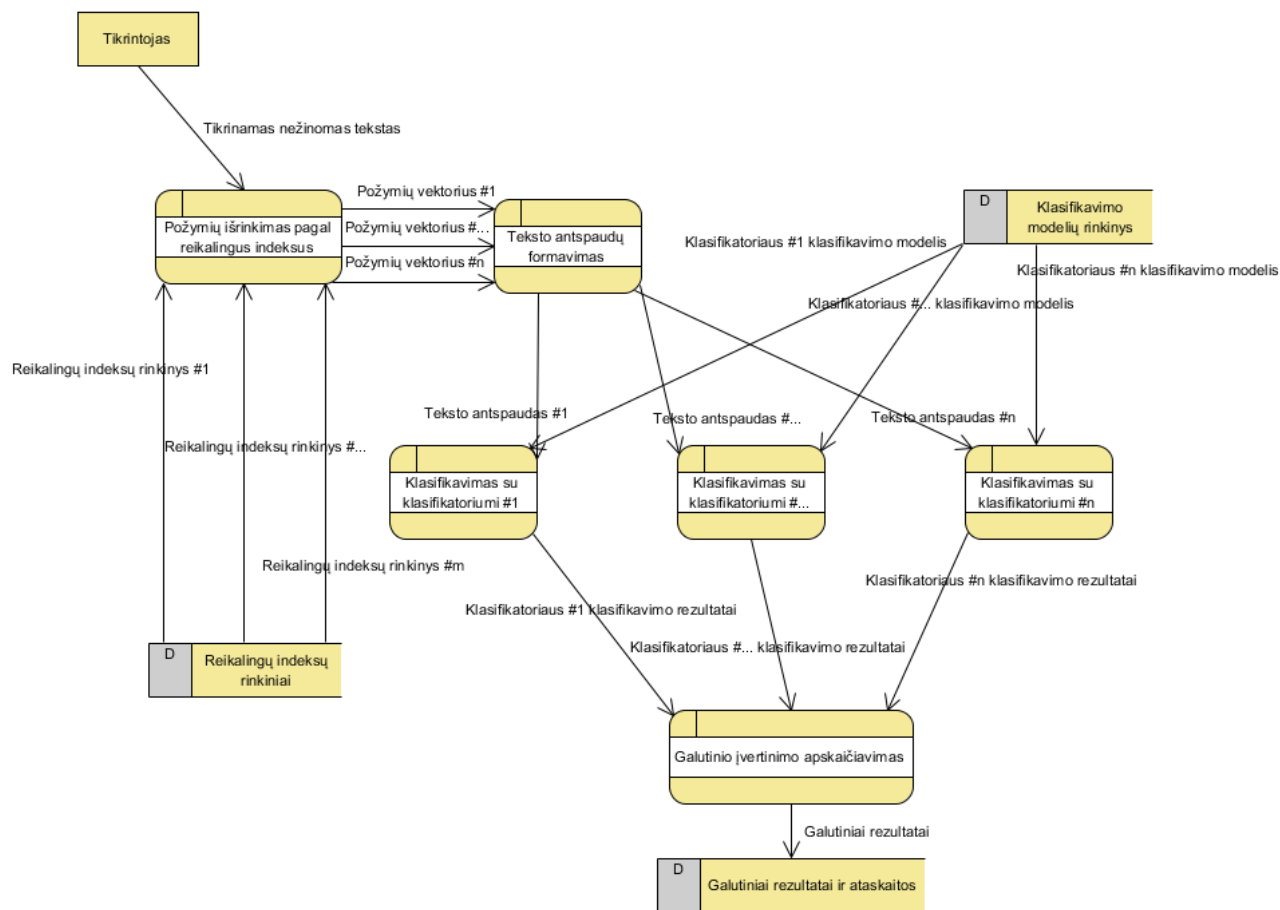 Tikrintojas
Tikrinamas nežinomas tekstas
Požymių išrinkimas pagal
reikalingus indeksus
Požymių vektorius #1
Požymių vektorius #...
Požymių vektorius #n
Teksto antspaudų
formavimas
D
Klasifikavimo
modelių rinkinys
Klasifikatoriaus #1 klasifikavimo modelis
Klasifikatoriaus #n klasifikavimo modelis
Klasifikatoriaus #... klasifikavimo modelis
Reikalingų indeksų rinkinys #1
Reikalingų indeksų rinkinys #...
Reikalingų indeksų rinkinys #m
Teksto antspaudas #1
Teksto antspaudas #...
Teksto antspaudas #n
Klasifikavimas su
klasifikatoriumi #1
Klasifikavimas su
klasifikatoriumi #...
Klasifikavimas su
klasifikatoriumi #n
Klasifikatoriaus #1 klasifikavimo rezultatai
Klasifikatoriaus #... klasifikavimo rezultatai
Klasifikatoriaus #n klasifikavimo rezultatai
D
Reikalingų indeksų
rinkiniai
Galutinio įvertinimo apskaičiavimas
Galutiniai rezultatai
D
Galutiniai rezultatai ir ataskaitos